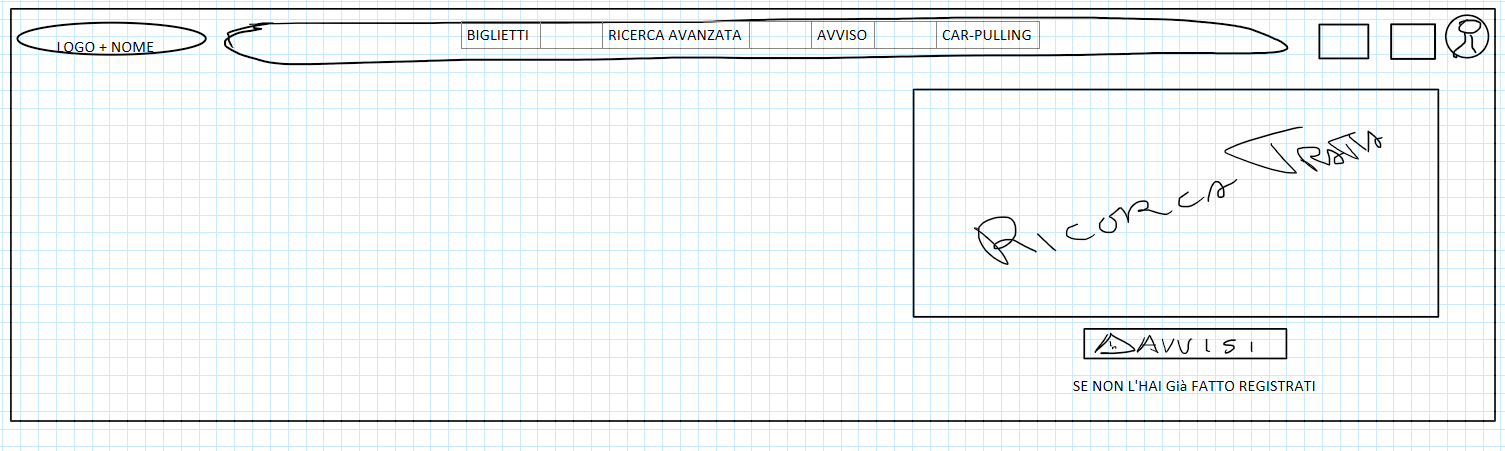 LOGO + NOME
BIGLIETTI RICERCA AVANZATA AVVISO CAR-PULLING
RICERCA TRATTA
AVVISI
SE NON L'HAI Già FATTO REGISTRATI